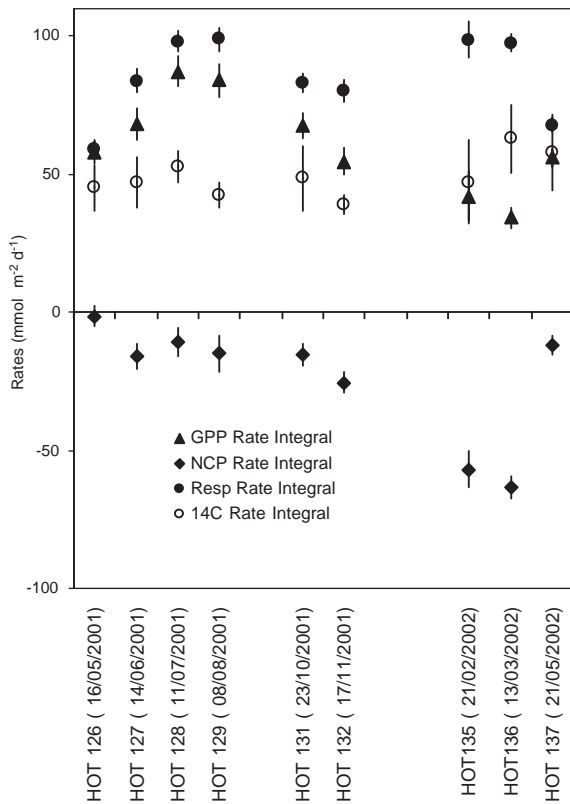 100
50
0
-50
-100
Rates (mmol m-2 d-1)
GPP Rate Integral
NCP Rate Integral
Resp Rate Integral
14C Rate Integral
HOT 126 ( 16/05/2001)
HOT 127 ( 14/06/2001)
HOT 128 ( 11/07/2001)
HOT 129 ( 08/08/2001)
HOT 131 ( 23/10/2001)
HOT 132 ( 17/11/2001)
HOT135 ( 21/02/2002)
HOT136 ( 13/03/2002)
HOT 137 ( 21/05/2002)